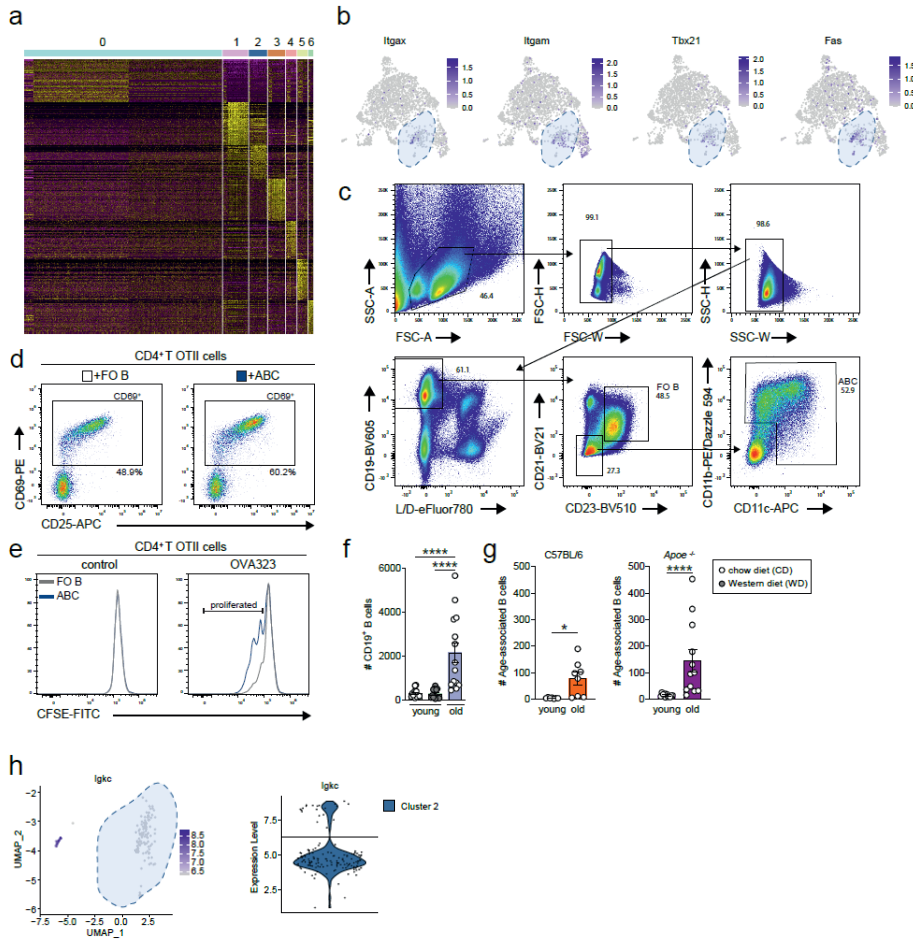 a
0 1 2 3 4 5 6
b
Itgax Itgam Tbx21 Fas
1.5
1.0
0.5
0.0
2.0
1.5
1.0
0.5
0.0
2.0
1.5
1.0
0.5
0.0
2.0
1.5
1.0
0.5
0.0
c
99.1
98.6
46.4
SSC-A
FSC-A
FSC-H
FSC-W
SSC-H
SSC-W
61.1
FO B
48.5
27.3
ABC
52.9
CD19-BV605
L/D-eFluor780
CD21-BV21
CD23-BV510
CD11b-PE/Dazzle 594
CD11c-APC
d
CD4⁺T OTII cells
+FO B +ABC
CD69⁺ CD69⁺
48.9% 60.2%
CD69-PE
CD25-APC
e
CD4⁺T OTII cells
control OVA323
FO B
ABC
proliferated
100
80
60
40
20
0
CFSE-FITC
f
****
****
# CD19⁺ B cells
6000
4000
2000
0
young old
g
C57BL/6 Apoe⁻/⁻
chow diet (CD)
Western diet (WD)
* ****
# Age-associated B cells
500
400
300
200
100
0
young old
# Age-associated B cells
500
400
300
200
100
0
young old
h
Igkc
−2
−3
−4
−5
−6
UMAP_2
−7.5 −5.0 −2.5 0.0 2.5
UMAP_1
8.5
8.0
7.5
7.0
6.5
Igkc
Cluster 2
7.5
5.0
2.5
Expression Level